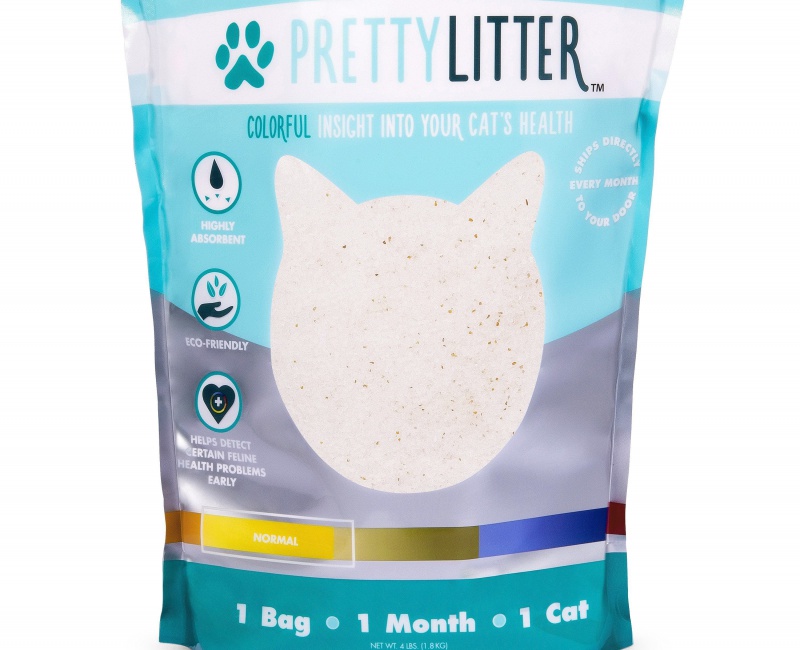 PRETTYLITTER™
COLORFUL INSIGHT INTO YOUR CAT'S HEALTH
SHIPS DIRECTLY
EVERY MONTH
TO YOUR DOOR
HIGHLY
ABSORBENT
ECO-FRIENDLY
HELPS DETECT
CERTAIN FELINE
HEALTH PROBLEMS
EARLY
NORMAL
1 Bag • 1 Month • 1 Cat
NET WT. 4 LBS. (1.8 KG)